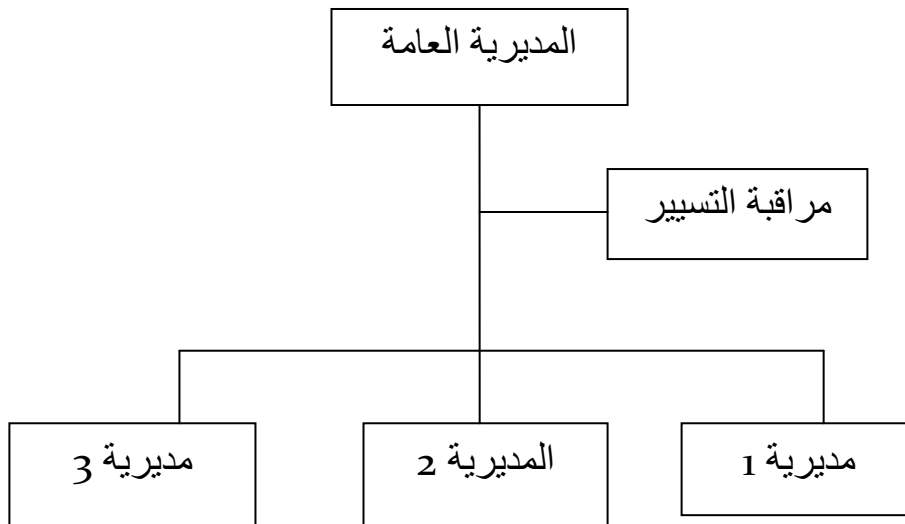 المديرية العامة
مراقبة التسيير
مديرية 1
المديرية 2
مديرية 3